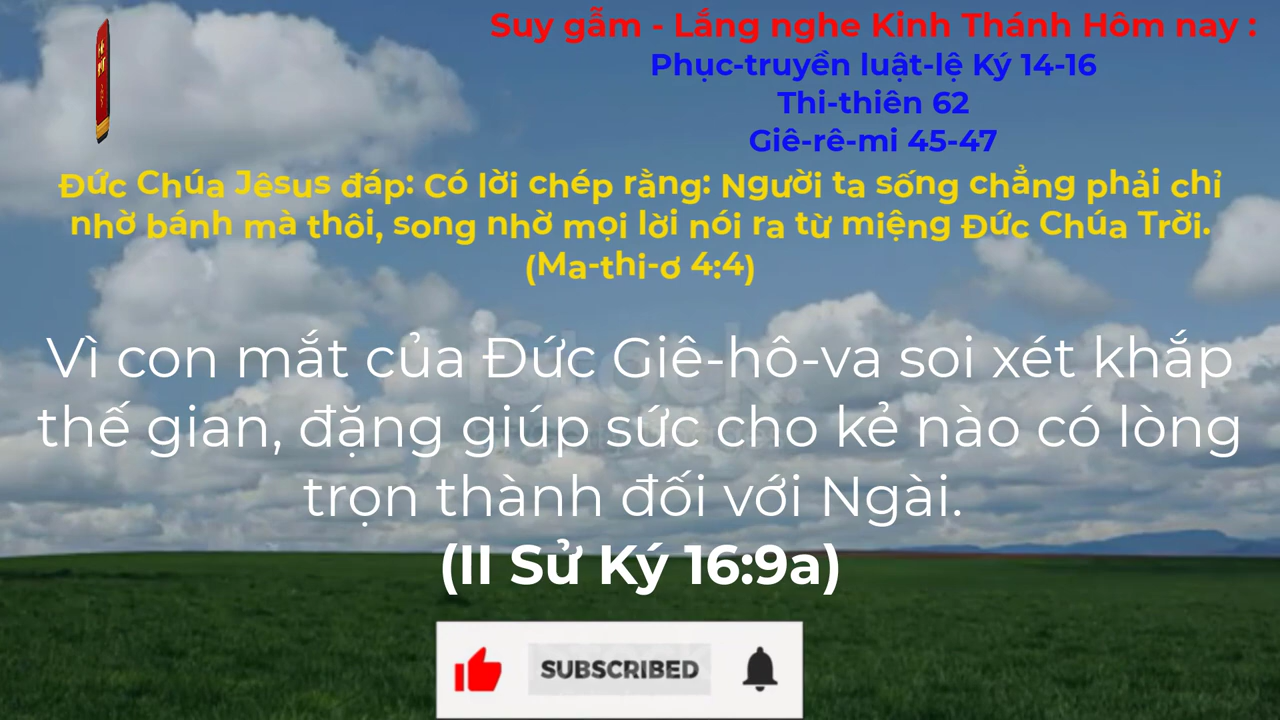 Suy gẫm - Lắng nghe Kinh Thánh Hôm nay :
Phục-truyền luật-lệ Ký 14-16
Thi-thiên 62
Giê-rê-mi 45-47
Đức Chúa Jêsus đáp: Có lời chép rằng: Người ta sống chẳng phải chỉ
nhờ bánh mà thôi, song nhờ mọi lời nói ra từ miệng Đức Chúa Trời.
(Ma-thi-ơ 4:4)
Vì con mắt của Đức Giê-hô-va soi xét khắp
thế gian, đặng giúp sức cho kẻ nào có lòng
trọn thành đối với Ngài.
(II Sử Ký 16:9a)
SUBSCRIBED